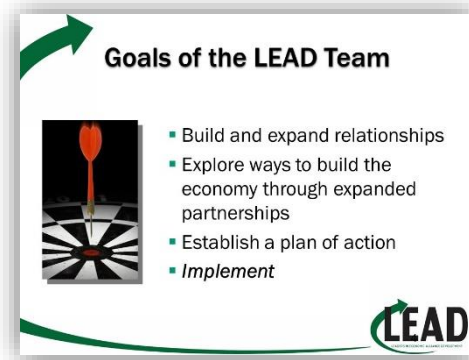 Goals of the LEAD Team
Build and expand relationships
Explore ways to build the
economy through expanded
partnerships
Establish a plan of action
Implement
LEAD